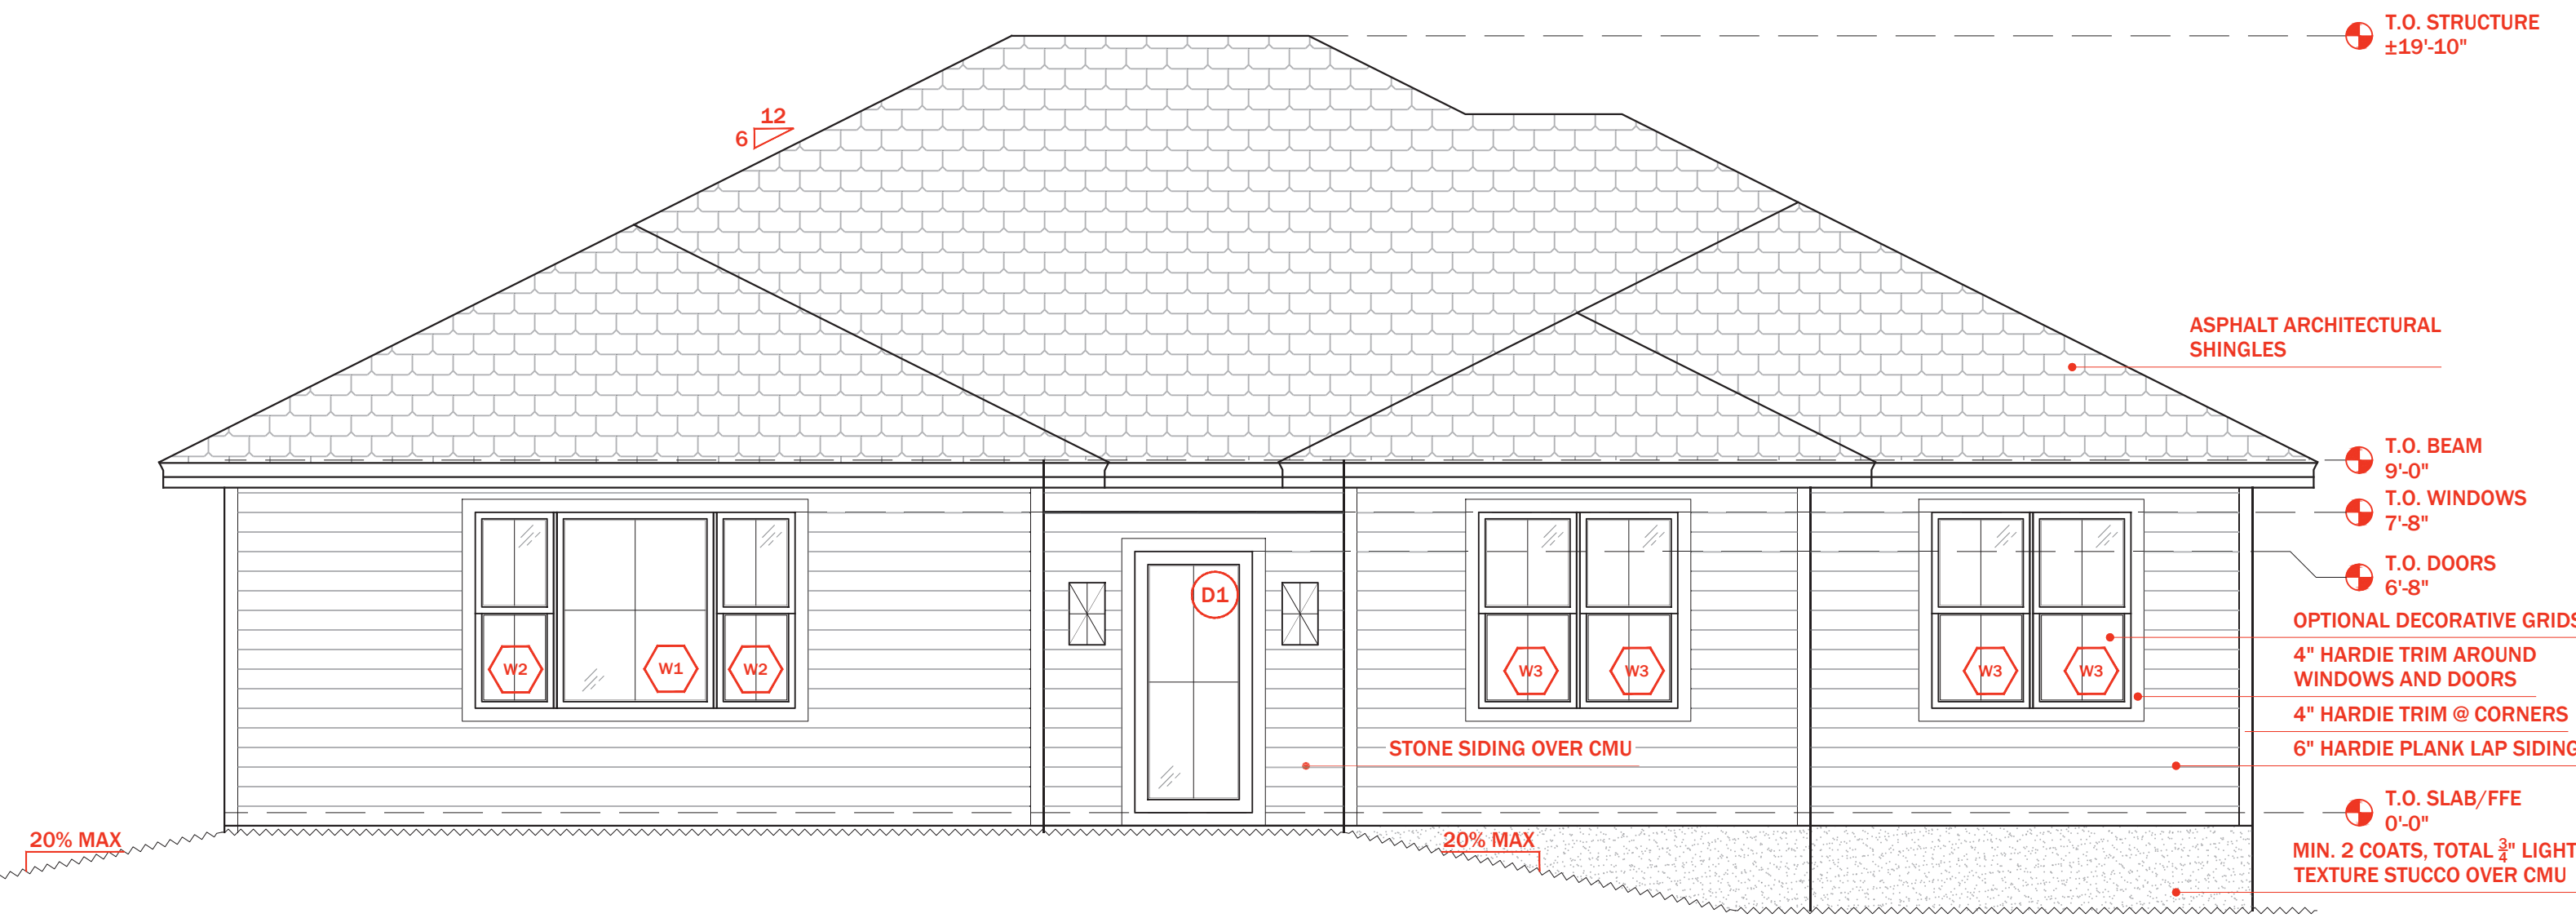 T.O. STRUCTURE
±19'-10"
12
6
ASPHALT ARCHITECTURAL
SHINGLES
T.O. BEAM
9'-0"
T.O. WINDOWS
7'-8"
T.O. DOORS
6'-8"
D1
OPTIONAL DECORATIVE GRIDS
4" HARDIE TRIM AROUND
WINDOWS AND DOORS
W2
W1
W2
W3
W3
W3
W3
4" HARDIE TRIM @ CORNERS
STONE SIDING OVER CMU
6" HARDIE PLANK LAP SIDING
T.O. SLAB/FFE
0'-0"
20% MAX
20% MAX
MIN. 2 COATS, TOTAL 3/4" LIGHT
TEXTURE STUCCO OVER CMU